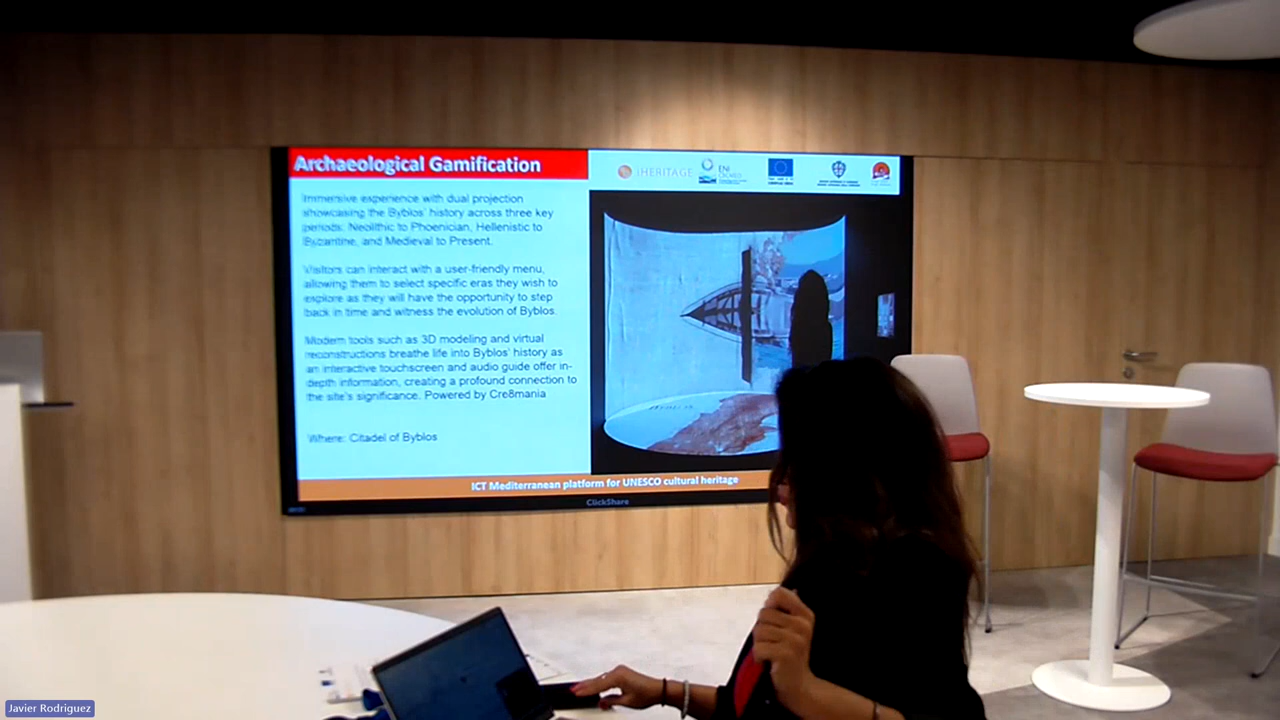 Archaeological Gamification
iHERITAGE
ENI
Immersive experience with dual projection
showcasing the Byblos' history across three key
periods: Neolithic to Phoenician, Hellenistic to
Byzantine, and Medieval to Present.
Visitors can interact with a user-friendly menu,
allowing them to select specific eras they wish to
explore as they will have the opportunity to step
back in time and witness the evolution of Byblos.
Modern tools such as 3D modeling and virtual
reconstructions breathe life into Byblos' history as
an interactive touchscreen and audio guide offer in-
depth information, creating a profound connection to
the site's significance. Powered by Cre8mania
Where: Citadel of Byblos
ICT Mediterranean platform for UNESCO cultural heritage
ClickShare
Javier Rodriguez